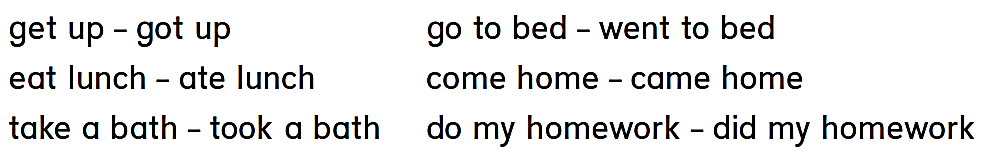 get up – got up
eat lunch – ate lunch
take a bath – took a bath
go to bed – went to bed
come home – came home
do my homework – did my homework